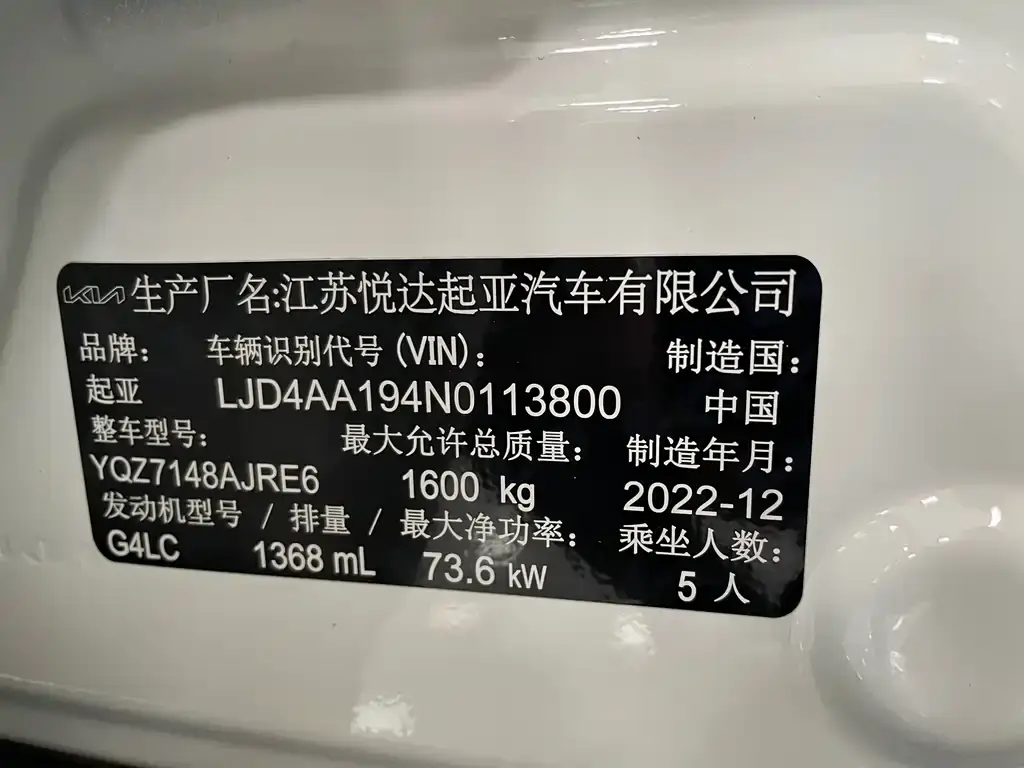 KIA 生产厂名:江苏悦达起亚汽车有限公司
品牌: 车辆识别代号(VIN): 制造国:
起亚 LJD4AA194N0113800 中国
整车型号: 最大允许总质量: 制造年月:
YQZ7148AJRE6 1600 kg 2022-12
发动机型号 / 排量 / 最大净功率: 乘坐人数:
G4LC 1368 mL 73.6 kW 5 人